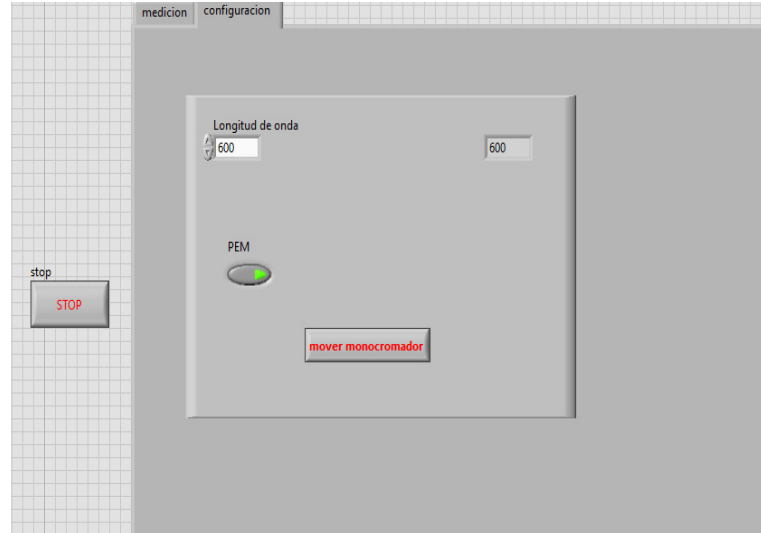 medicion configuracion
Longitud de onda
600 600
PEM
stop
STOP
mover monocromador